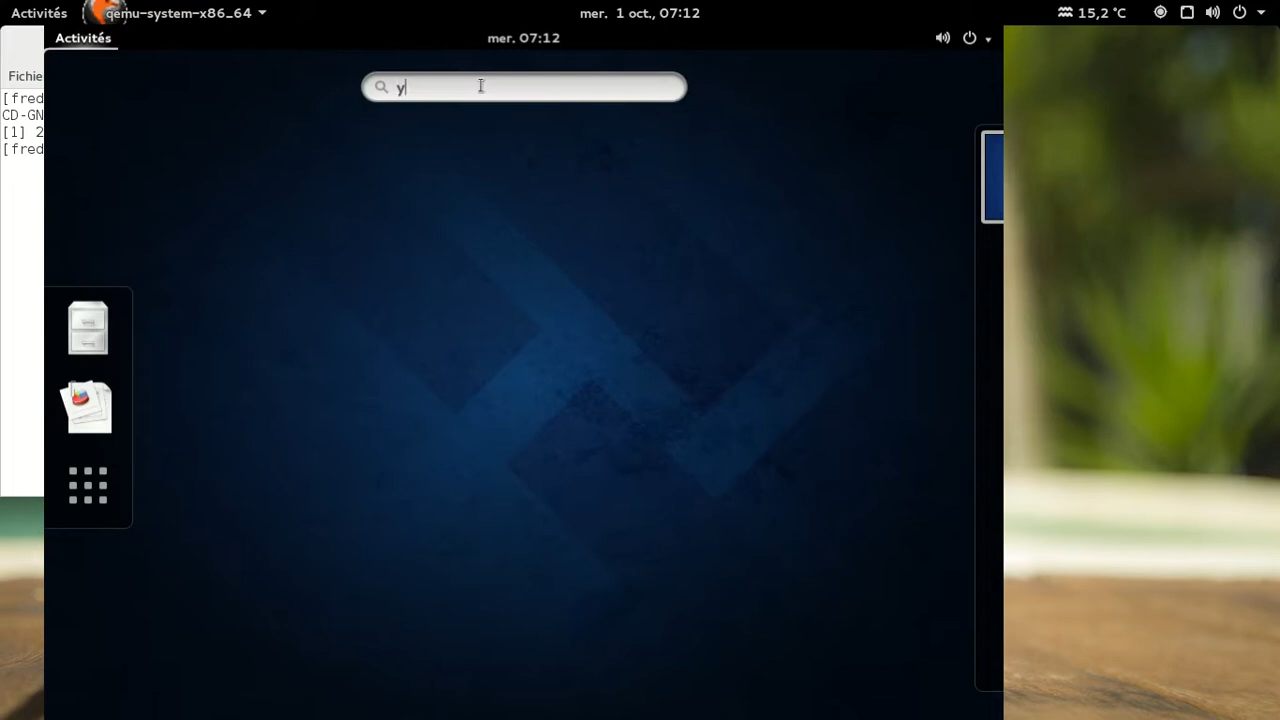 Activités qemu-system-x86_64 mer. 1 oct., 07:12 15,2 °C
Activités mer. 07:12
Fichie
y
[fred
CD-GN
[1] 2
[fred